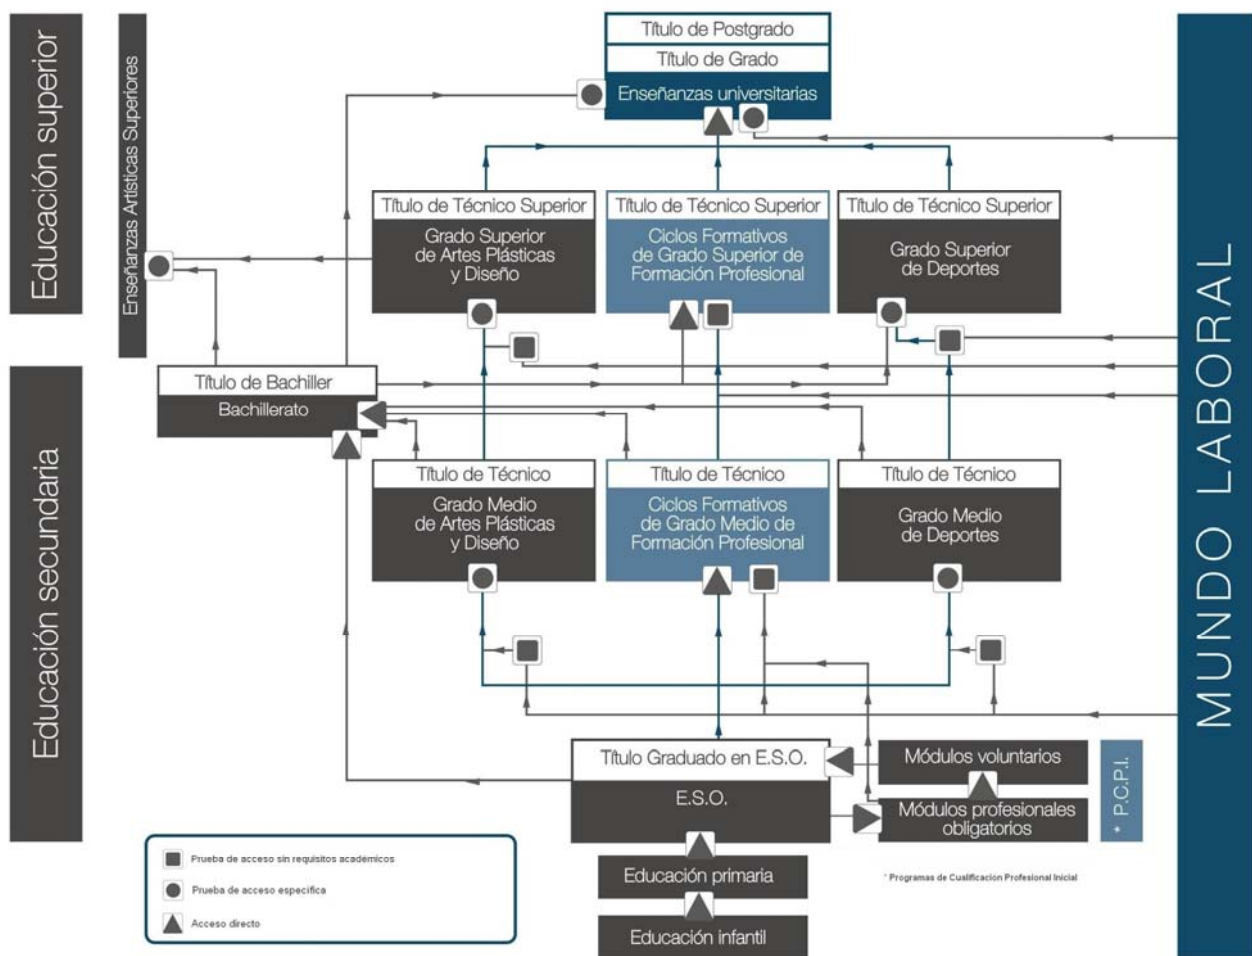 Educación superior
Enseñanzas Artísticas Superiores
Título de Postgrado
Título de Grado
Enseñanzas universitarias
Título de Técnico Superior
Grado Superior
de Artes Plásticas
y Diseño
Título de Técnico Superior
Ciclos Formativos
de Grado Superior de
Formación Profesional
Título de Técnico Superior
Grado Superior
de Deportes
MUNDO LABORAL
Educación secundaria
Título de Bachiller
Bachillerato
Título de Técnico
Grado Medio
de Artes Plásticas
y Diseño
Título de Técnico
Ciclos Formativos
de Grado Medio de
Formación Profesional
Título de Técnico
Grado Medio
de Deportes
Título Graduado en E.S.O.
E.S.O.
Módulos voluntarios
Módulos profesionales
obligatorios
* P.C.P.I.
Educación primaria
Educación infantil
* Programas de Cualificación Profesional Inicial
Prueba de acceso sin requisitos académicos
Prueba de acceso específica
Acceso directo